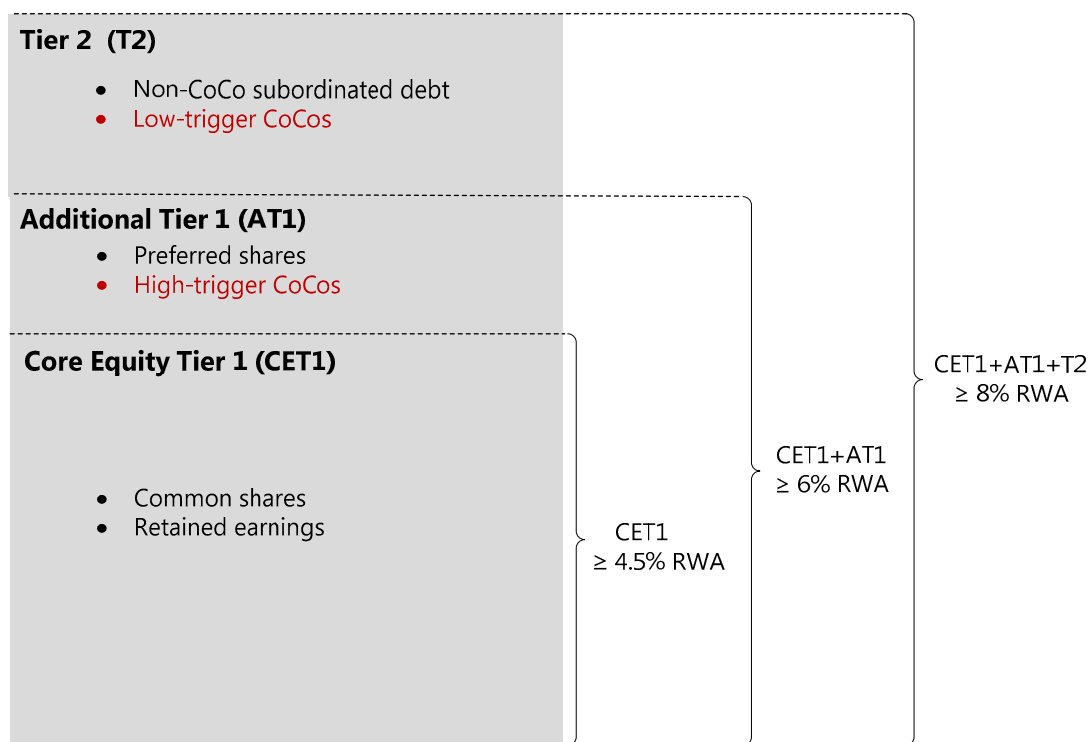 Tier 2 (T2)
• Non-CoCo subordinated debt
• Low-trigger CoCos
Additional Tier 1 (AT1)
• Preferred shares
• High-trigger CoCos
Core Equity Tier 1 (CET1)
• Common shares
• Retained earnings
CET1
≥ 4.5% RWA
CET1+AT1
≥ 6% RWA
CET1+AT1+T2
≥ 8% RWA